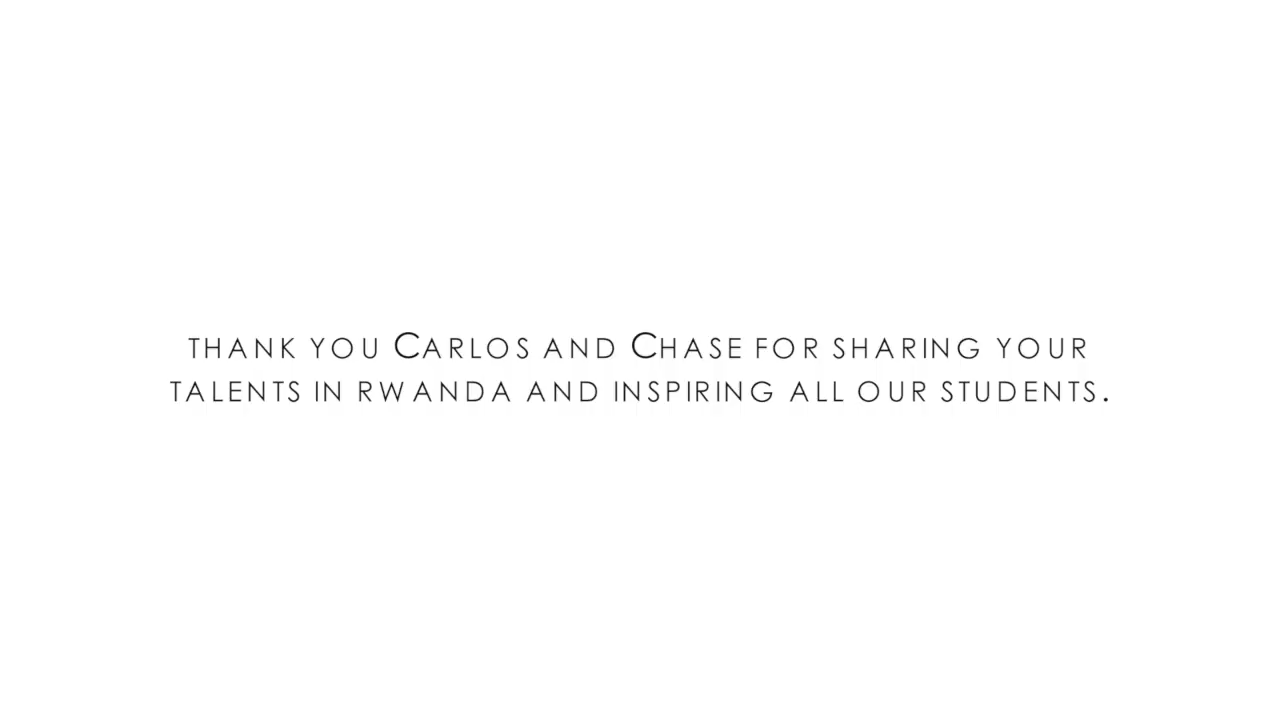 THANK YOU CARLOS AND CHASE FOR SHARING YOUR
TALENTS IN RWANDA AND INSPIRING ALL OUR STUDENTS.